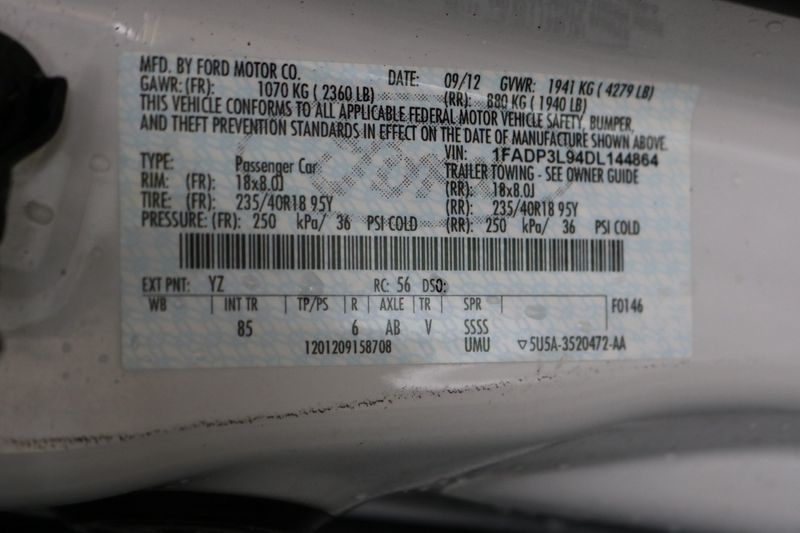 MFD. BY FORD MOTOR CO. DATE: 09/12 GVWR: 1941 KG ( 4279 LB)
GAWR: (FR): 1070 KG ( 2360 LB) (RR): 880 KG ( 1940 LB)
THIS VEHICLE CONFORMS TO ALL APPLICABLE FEDERAL MOTOR VEHICLE SAFETY, BUMPER,
AND THEFT PREVENTION STANDARDS IN EFFECT ON THE DATE OF MANUFACTURE SHOWN ABOVE.
VIN: 1FADP3L94DL144864
TYPE: Passenger Car TRAILER TOWING - SEE OWNER GUIDE
RIM: (FR): 18x8.0J (RR): 18x8.0J
TIRE: (FR): 235/40R18 95Y (RR): 235/40R18 95Y
PRESSURE: (FR): 250 kPa/ 36 PSI COLD (RR): 250 kPa/ 36 PSI COLD
EXT PNT: YZ RC: 56 DSO:
WB INT TR TP/PS R AXLE TR SPR F0146
85 6 AB V SSSS
1201209158708 UMU ▽5U5A-3520472-AA